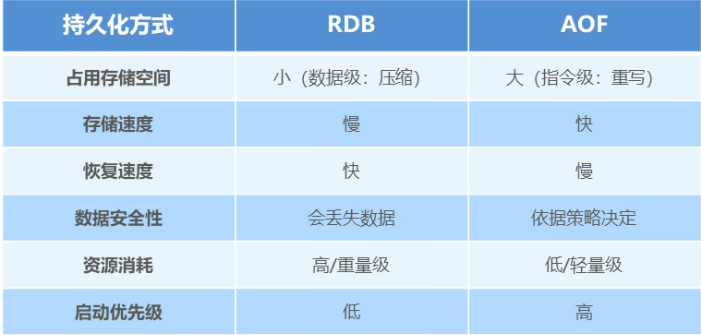 持久化方式 RDB AOF
占用存储空间 小（数据级：压缩） 大（指令级：重写）
存储速度 慢 快
恢复速度 快 慢
数据安全性 会丢失数据 依据策略决定
资源消耗 高/重量级 低/轻量级
启动优先级 低 高